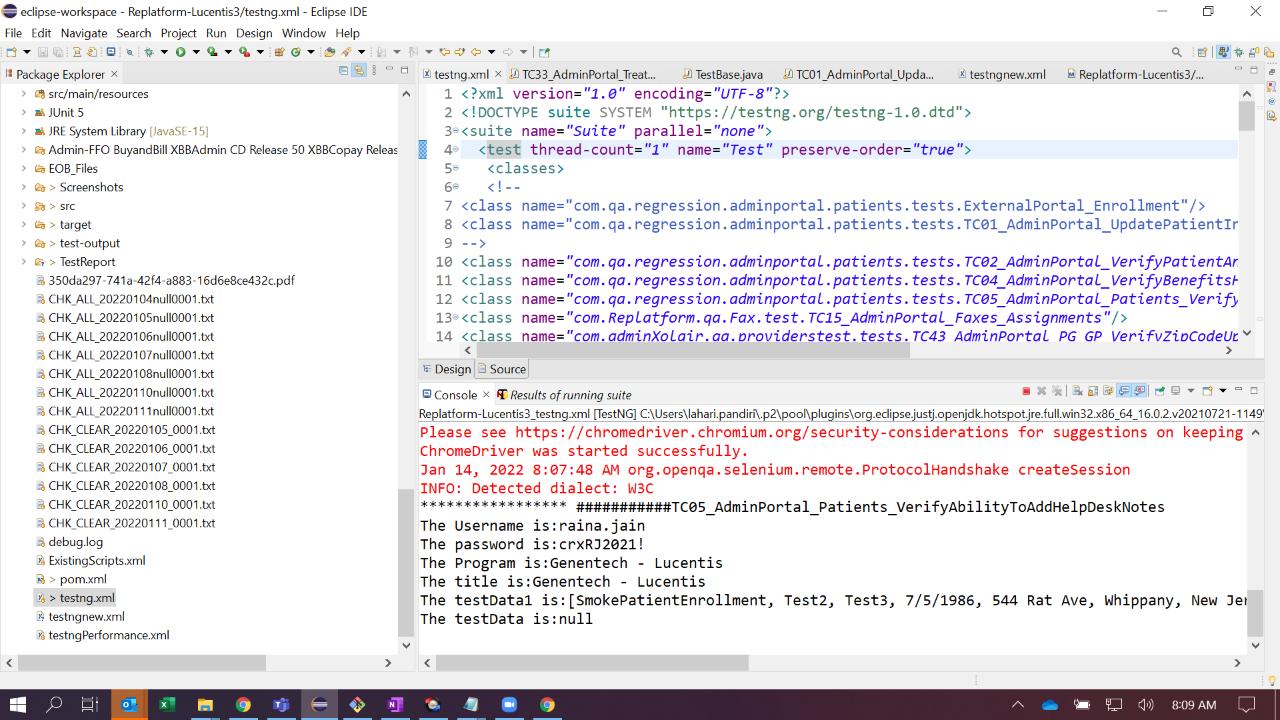 eclipse-workspace - Replatform-Lucentis3/testng.xml - Eclipse IDE
File Edit Navigate Search Project Run Design Window Help
Package Explorer
src/main/resources
JUnit 5
JRE System Library [JavaSE-15]
Admin-FFO BuyandBill XBBAdmin CD Release 50 XBBCopay Releas
EOB_Files
> Screenshots
> src
> target
> test-output
> TestReport
350da297-741a-42f4-a883-16d6e8ce432c.pdf
CHK_ALL_20220104null0001.txt
CHK_ALL_20220105null0001.txt
CHK_ALL_20220106null0001.txt
CHK_ALL_20220107null0001.txt
CHK_ALL_20220108null0001.txt
CHK_ALL_20220110null0001.txt
CHK_ALL_20220111null0001.txt
CHK_CLEAR_20220105_0001.txt
CHK_CLEAR_20220106_0001.txt
CHK_CLEAR_20220107_0001.txt
CHK_CLEAR_20220108_0001.txt
CHK_CLEAR_20220110_0001.txt
CHK_CLEAR_20220111_0001.txt
debug.log
ExistingScripts.xml
> pom.xml
> testng.xml
testngnew.xml
testngPerformance.xml
testng.xml TC33_AdminPortal_Treat... TestBase.java TC01_AdminPortal_Upda... testngnew.xml Replatform-Lucentis3/...
1 <?xml version="1.0" encoding="UTF-8"?>
2 <!DOCTYPE suite SYSTEM "https://testng.org/testng-1.0.dtd">
3 <suite name="Suite" parallel="none">
4 <test thread-count="1" name="Test" preserve-order="true">
5 <classes>
6 <!--
7 <class name="com.qa.regression.adminportal.patients.tests.ExternalPortal_Enrollment"/>
8 <class name="com.qa.regression.adminportal.patients.tests.TC01_AdminPortal_UpdatePatientIn
9 -->
10 <class name="com.qa.regression.adminportal.patients.tests.TC02_AdminPortal_VerifyPatientAn
11 <class name="com.qa.regression.adminportal.patients.tests.TC04_AdminPortal_VerifyBenefitsH
12 <class name="com.qa.regression.adminportal.patients.tests.TC05_AdminPortal_Patients_Verify
13 <class name="com.Replatform.qa.Fax.test.TC15_AdminPortal_Faxes_Assignments"/>
14 <class name="com.adminXolair.qa.providerstest.tests.TC43_AdminPortal_PG_GP_VerifyZipCodeUp
Design Source
Console Results of running suite
Replatform-Lucentis3_testng.xml [TestNG] C:\Users\lahari.pandiri\.p2\pool\plugins\org.eclipse.justj.openjdk.hotspot.jre.full.win32.x86_64_16.0.2.v20210721-1149
Please see https://chromedriver.chromium.org/security-considerations for suggestions on keeping
ChromeDriver was started successfully.
Jan 14, 2022 8:07:48 AM org.openqa.selenium.remote.ProtocolHandshake createSession
INFO: Detected dialect: W3C
***************** ###########TC05_AdminPortal_Patients_VerifyAbilityToAddHelpDeskNotes
The Username is:raina.jain
The password is:crxRJ2021!
The Program is:Genentech - Lucentis
The title is:Genentech - Lucentis
The testData1 is:[SmokePatientEnrollment, Test2, Test3, 7/5/1986, 544 Rat Ave, Whippany, New Jer
The testData is:null
8:09 AM